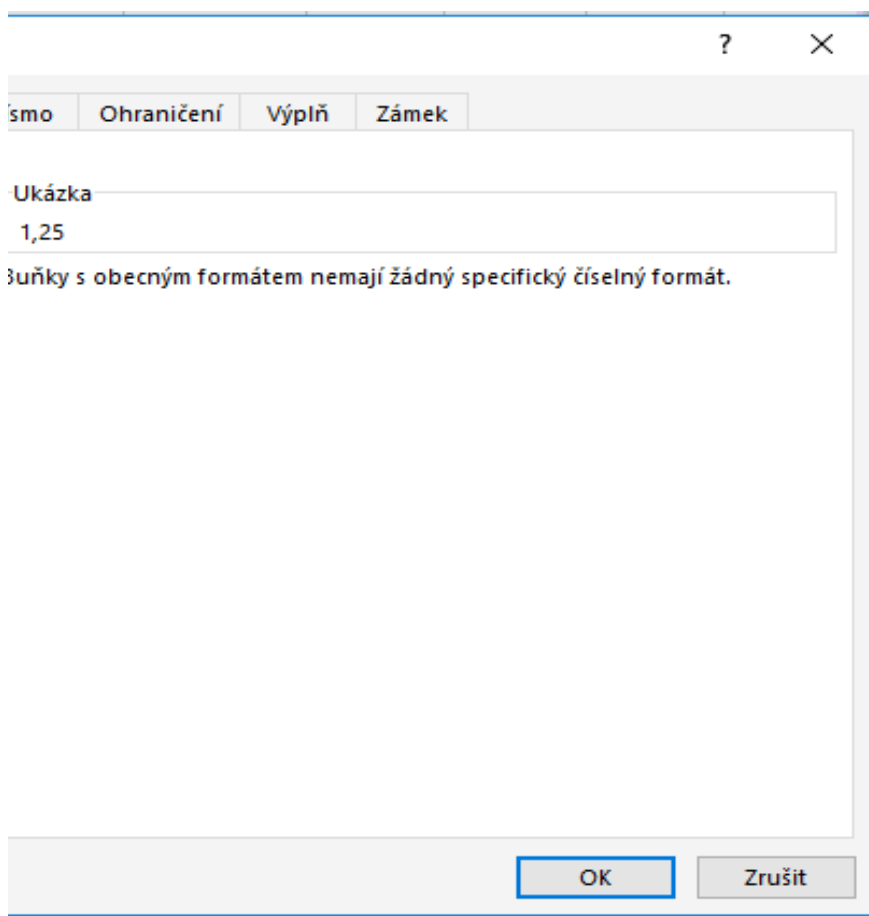 ?
ísmo Ohraničení Výplň Zámek
Ukázka
1,25
Buňky s obecným formátem nemají žádný specifický číselný formát.
OK Zrušit